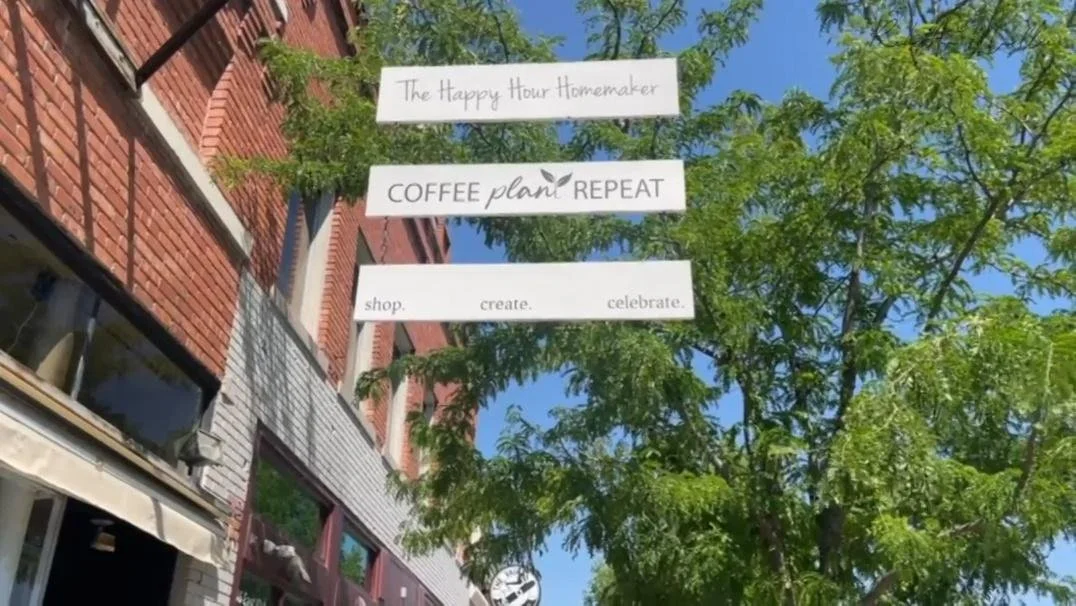 The Happy Hour Homemaker
COFFEE plant REPEAT
shop. create. celebrate.